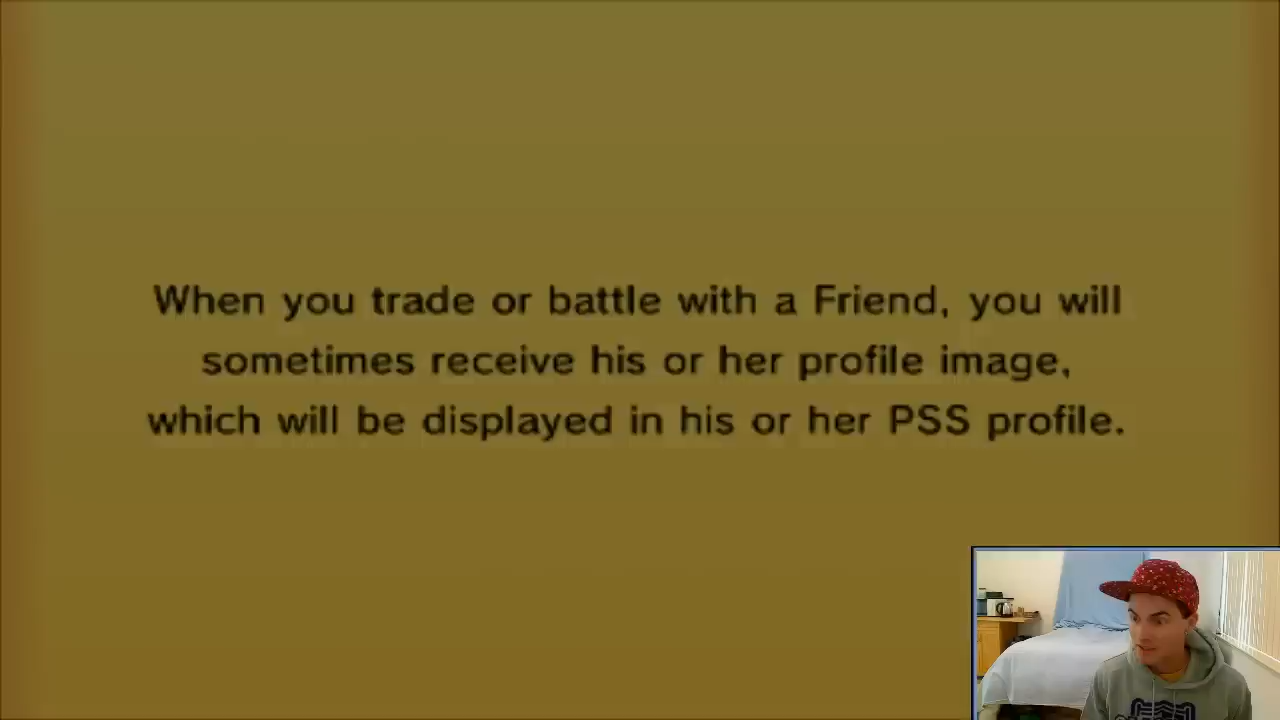 When you trade or battle with a Friend, you will
sometimes receive his or her profile image,
which will be displayed in his or her PSS profile.